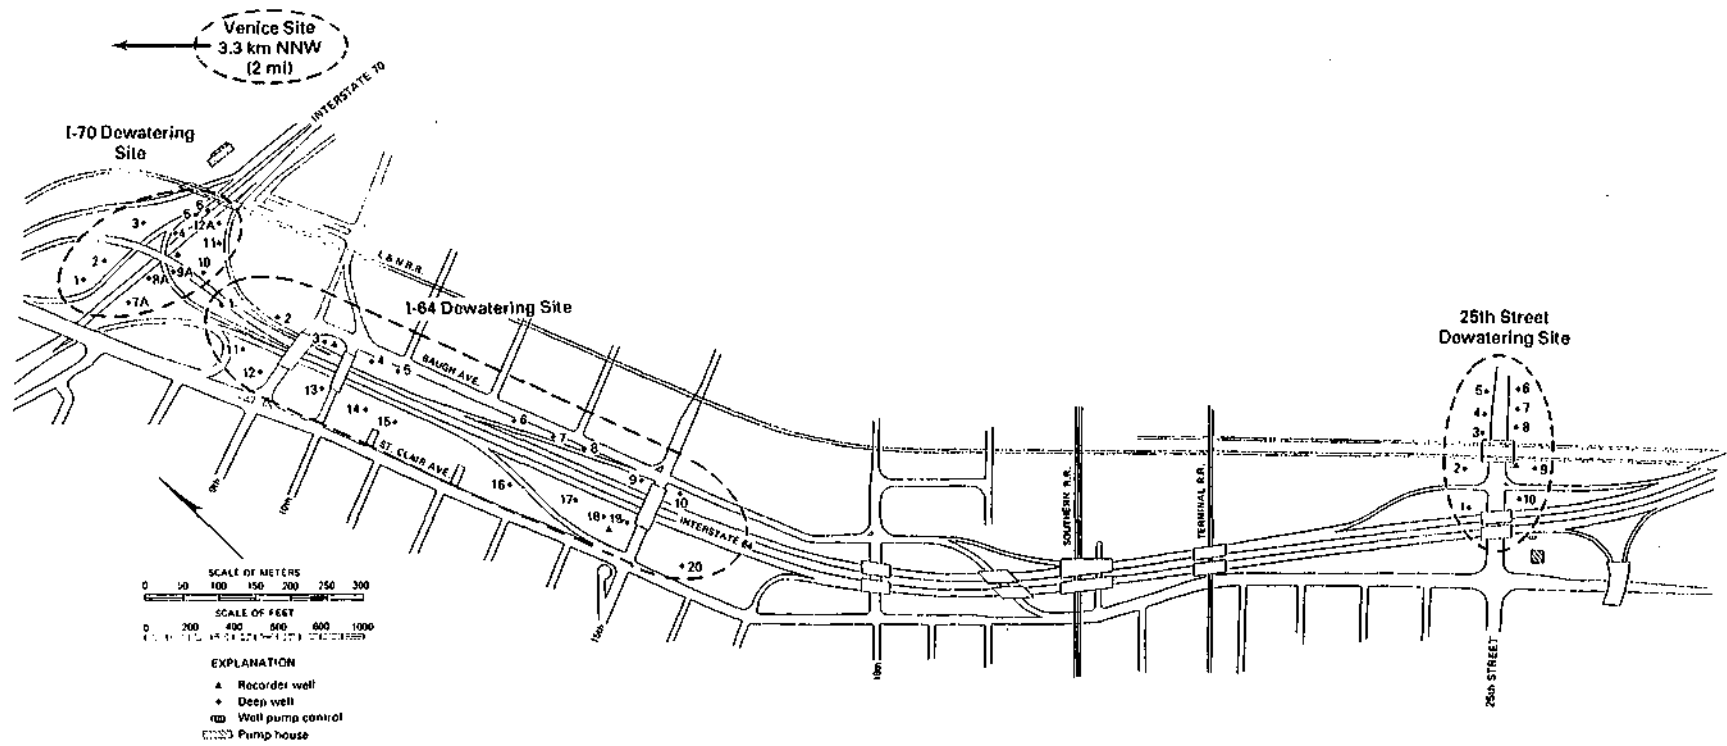 Venice Site
3.3 km NNW
(2 mi)
INTERSTATE 70
I-70 Dewatering
Site
6
5
3
4
12A
11
2
10
1
8A
9A
7A
L & N R.R.
I-64 Dewatering Site
1
2
3
4
5
BAUGH AVE.
11
12
13
14
15
6
7
8
ST. CLAIR AVE.
16
9
10
17
18
19
INTERSTATE 64
20
9th
10th
15th
18th
SOUTHERN R.R.
TERMINAL R.R.
25th Street
Dewatering Site
5
6
4
7
3
8
2
9
10
1
25th STREET
SCALE OF METERS
0 50 100 150 200 250 300
SCALE OF FEET
0 200 400 600 800 1000
EXPLANATION
Recorder well
Deep well
Well pump control
Pump house